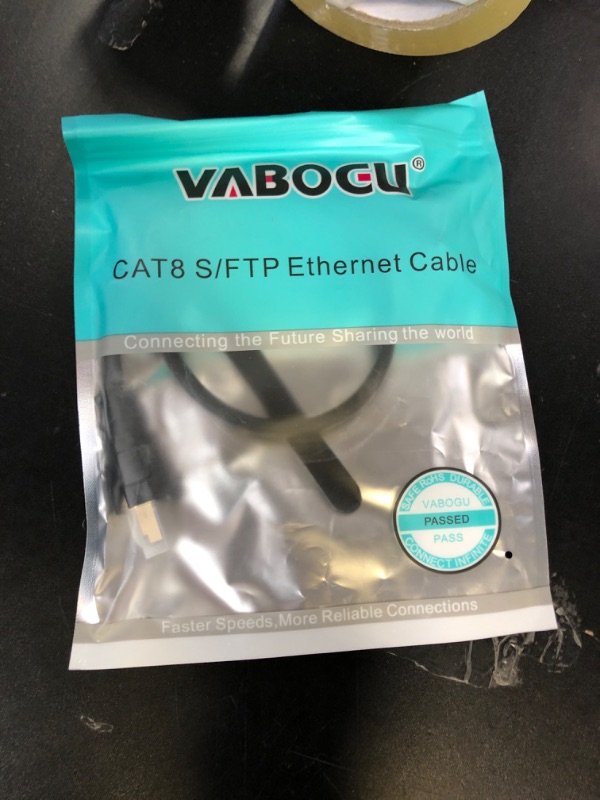 VABOGU®
CAT8 S/FTP Ethernet Cable
Connecting the Future Sharing the world
SAFE RoHS DURABLE
VABOGU
PASSED
PASS
CONNECT INFINITE
Faster Speeds,More Reliable Connections